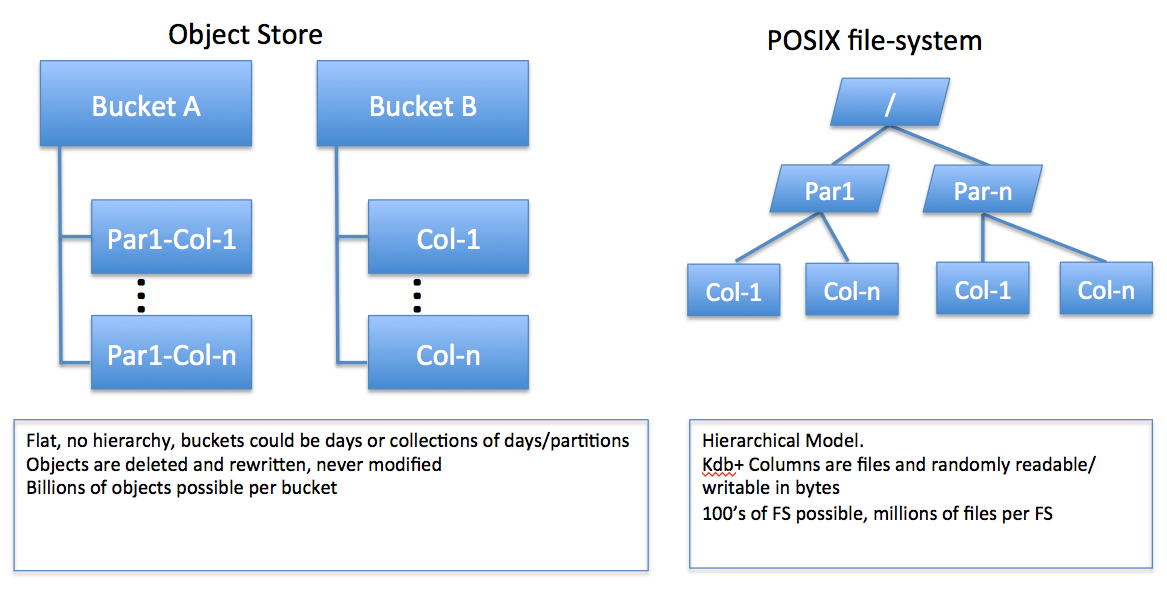 Object Store
Bucket A
Bucket B
Par1-Col-1
Par1-Col-n
Col-1
Col-n
Flat, no hierarchy, buckets could be days or collections of days/partitions
Objects are deleted and rewritten, never modified
Billions of objects possible per bucket
POSIX file-system
/
Par1
Par-n
Col-1
Col-n
Col-1
Col-n
Hierarchical Model.
Kdb+ Columns are files and randomly readable/
writable in bytes
100’s of FS possible, millions of files per FS